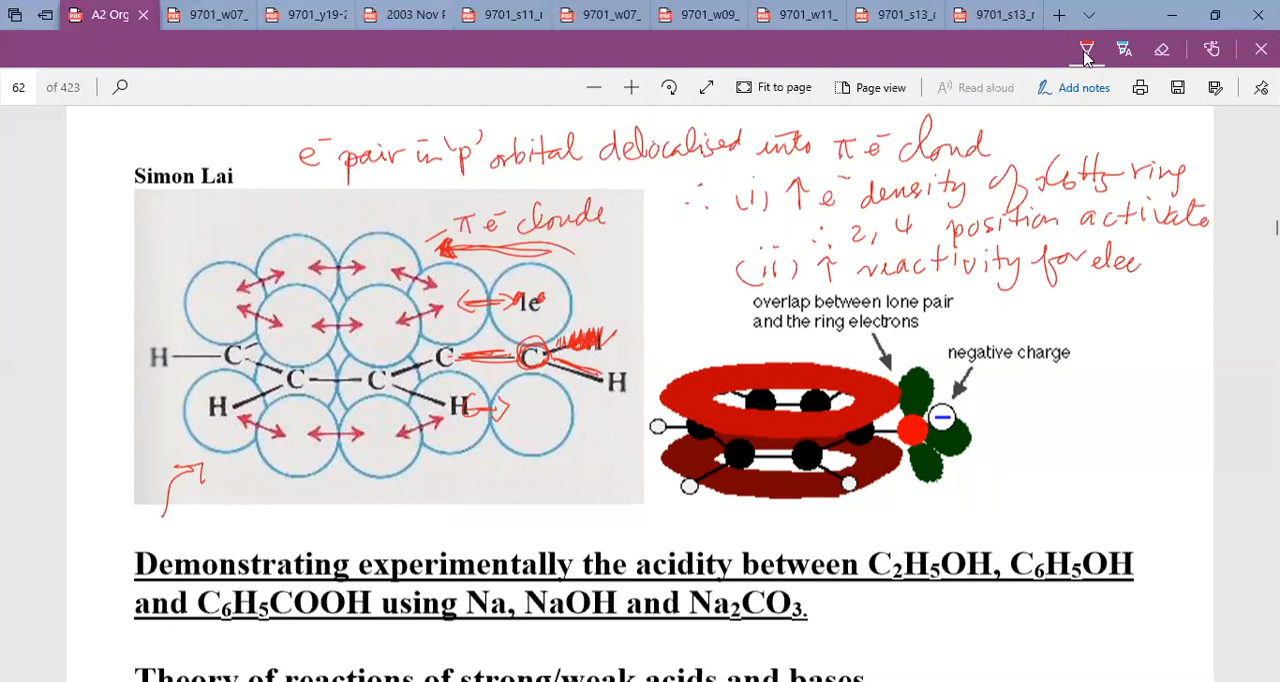 A2 Org
9701_w07_
9701_y19-2
2003 Nov F
9701_s11_r
9701_w07_
9701_w09_
9701_w11_
9701_s13_r
9701_s13_r
62 of 423
Fit to page
Page view
Read aloud
Add notes
e⁻ pair in 'p' orbital delocalised into π e⁻ cloud
Simon Lai
∴ (i) ↑ e⁻ density of C₆H₅ ring
∴ 2, 4 position activate
(ii) ↑ reactivity for elec
π e⁻ cloude
overlap between lone pair
and the ring electrons
negative charge
1e
H C C C C C H
H H
Demonstrating experimentally the acidity between C₂H₅OH, C₆H₅OH
and C₆H₅COOH using Na, NaOH and Na₂CO₃.
Theory of reactions of strong/weak acids and bases